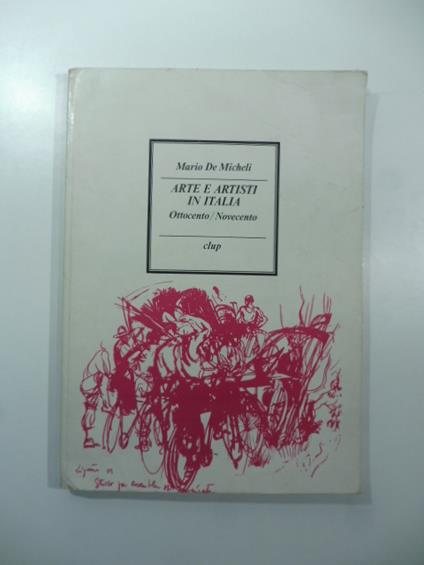 Mario De Micheli
ARTE E ARTISTI
IN ITALIA
Ottocento / Novecento
clup